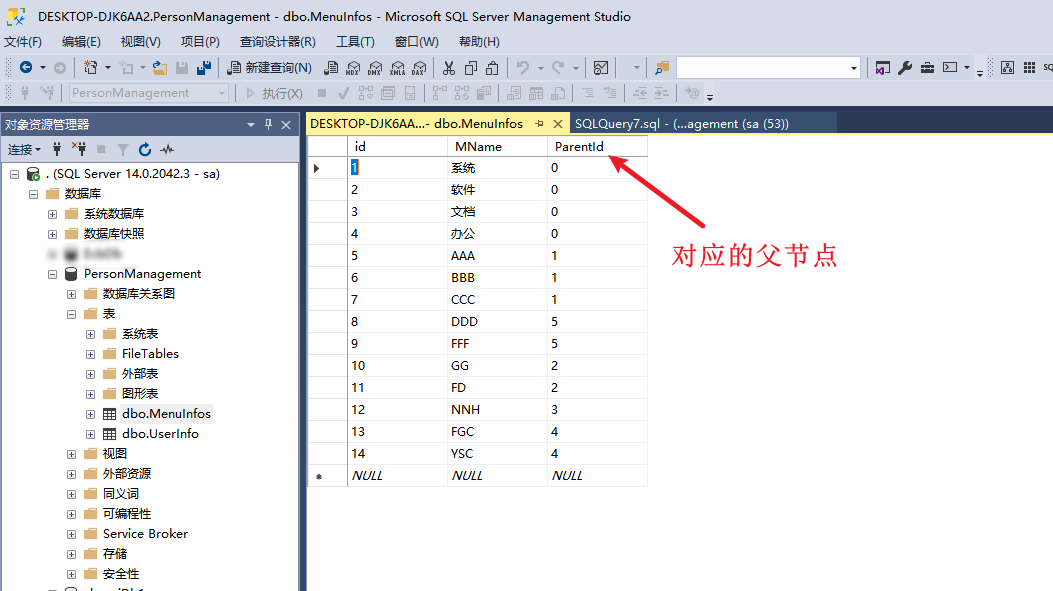 DESKTOP-DJK6AA2.PersonManagement - dbo.MenuInfos - Microsoft SQL Server Management Studio
文件(F) 编辑(E) 视图(V) 项目(P) 查询设计器(R) 工具(T) 窗口(W) 帮助(H)
新建查询(N) MDX DMX XMLA DAX
PersonManagement 执行(X)
对象资源管理器
连接
. (SQL Server 14.0.2042.3 - sa)
数据库
系统数据库
数据库快照
PersonManagement
数据库关系图
表
系统表
FileTables
外部表
图形表
dbo.MenuInfos
dbo.UserInfo
视图
外部资源
同义词
可编程性
Service Broker
存储
安全性
DESKTOP-DJK6AA...- dbo.MenuInfos SQLQuery7.sql - (...agement (sa (53))
id MName ParentId
1 系统 0
2 软件 0
3 文档 0
4 办公 0
5 AAA 1
6 BBB 1
7 CCC 1
8 DDD 5
9 FFF 5
10 GG 2
11 FD 2
12 NNH 3
13 FGC 4
14 YSC 4
NULL NULL NULL
对应的父节点